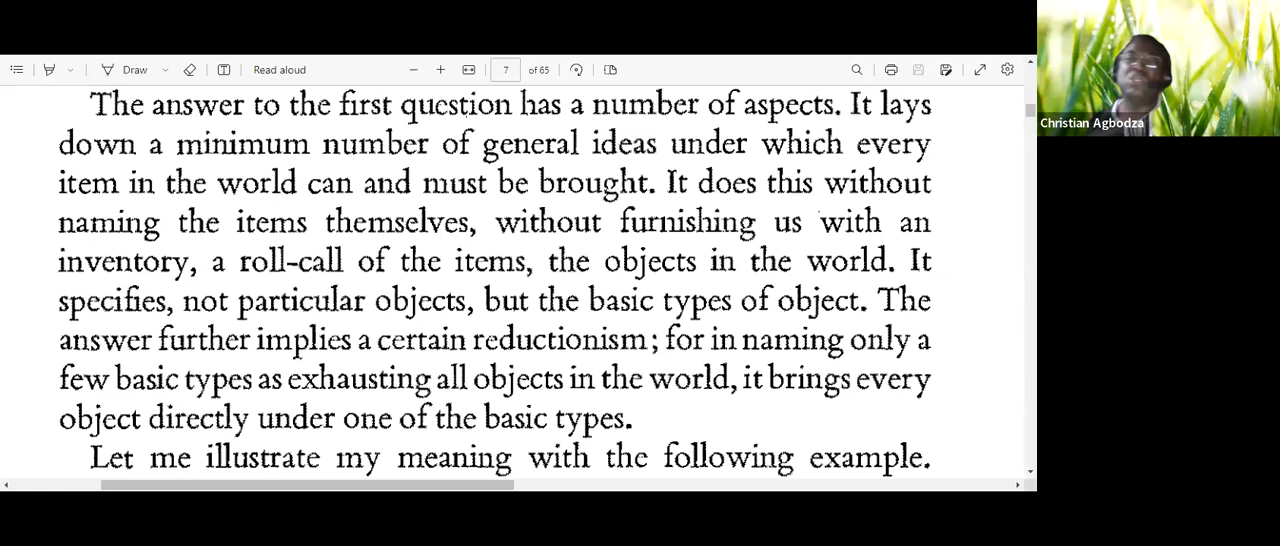 Draw
Read aloud
7
of 65
The answer to the first question has a number of aspects. It lays
down a minimum number of general ideas under which every
item in the world can and must be brought. It does this without
naming the items themselves, without furnishing us with an
inventory, a roll-call of the items, the objects in the world. It
specifies, not particular objects, but the basic types of object. The
answer further implies a certain reductionism; for in naming only a
few basic types as exhausting all objects in the world, it brings every
object directly under one of the basic types.
Let me illustrate my meaning with the following example.
Christian Agbodza